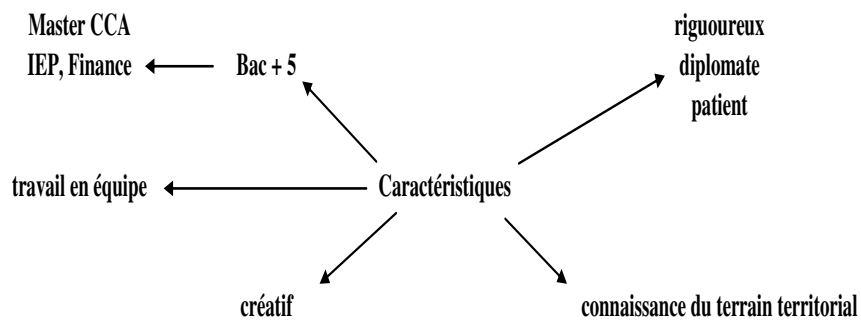 Master CCA
IEP, Finance
Bac + 5
riguoureux
diplomate
patient
travail en équipe
Caractéristiques
créatif
connaissance du terrain territorial